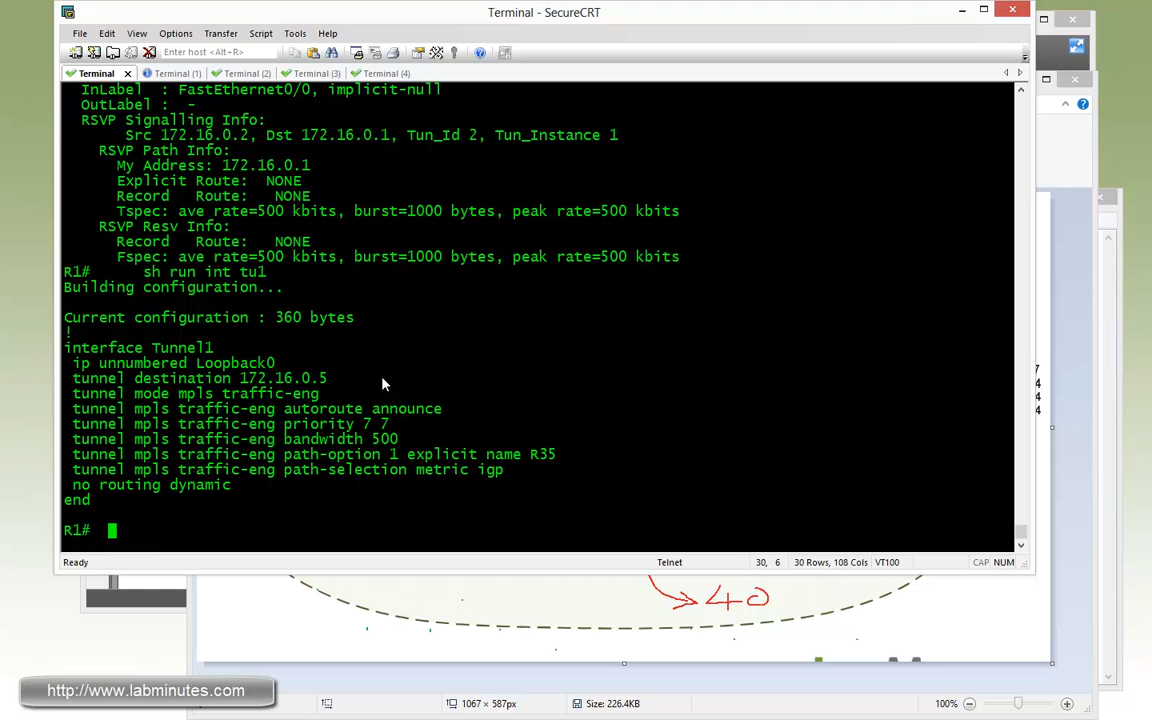 Terminal - SecureCRT
File Edit View Options Transfer Script Tools Help
Enter host <Alt+R>
Terminal Terminal (1) Terminal (2) Terminal (3) Terminal (4)
InLabel  : FastEthernet0/0, implicit-null
OutLabel :  -
RSVP Signalling Info:
Src 172.16.0.2, Dst 172.16.0.1, Tun_Id 2, Tun_Instance 1
RSVP Path Info:
My Address: 172.16.0.1
Explicit Route:  NONE
Record   Route:   NONE
Tspec: ave rate=500 kbits, burst=1000 bytes, peak rate=500 kbits
RSVP Resv Info:
Record   Route:   NONE
Fspec: ave rate=500 kbits, burst=1000 bytes, peak rate=500 kbits
R1#      sh run int tu1
Building configuration...
Current configuration : 360 bytes
!
interface Tunnel1
ip unnumbered Loopback0
tunnel destination 172.16.0.5
tunnel mode mpls traffic-eng
tunnel mpls traffic-eng autoroute announce
tunnel mpls traffic-eng priority 7 7
tunnel mpls traffic-eng bandwidth 500
tunnel mpls traffic-eng path-option 1 explicit name R35
tunnel mpls traffic-eng path-selection metric igp
no routing dynamic
end
R1#
Ready Telnet 30, 6 30 Rows, 108 Cols VT100 CAP NUM
7
4
4
4
40
http://www.labminutes.com
1067 × 587px Size: 226.4KB 100%